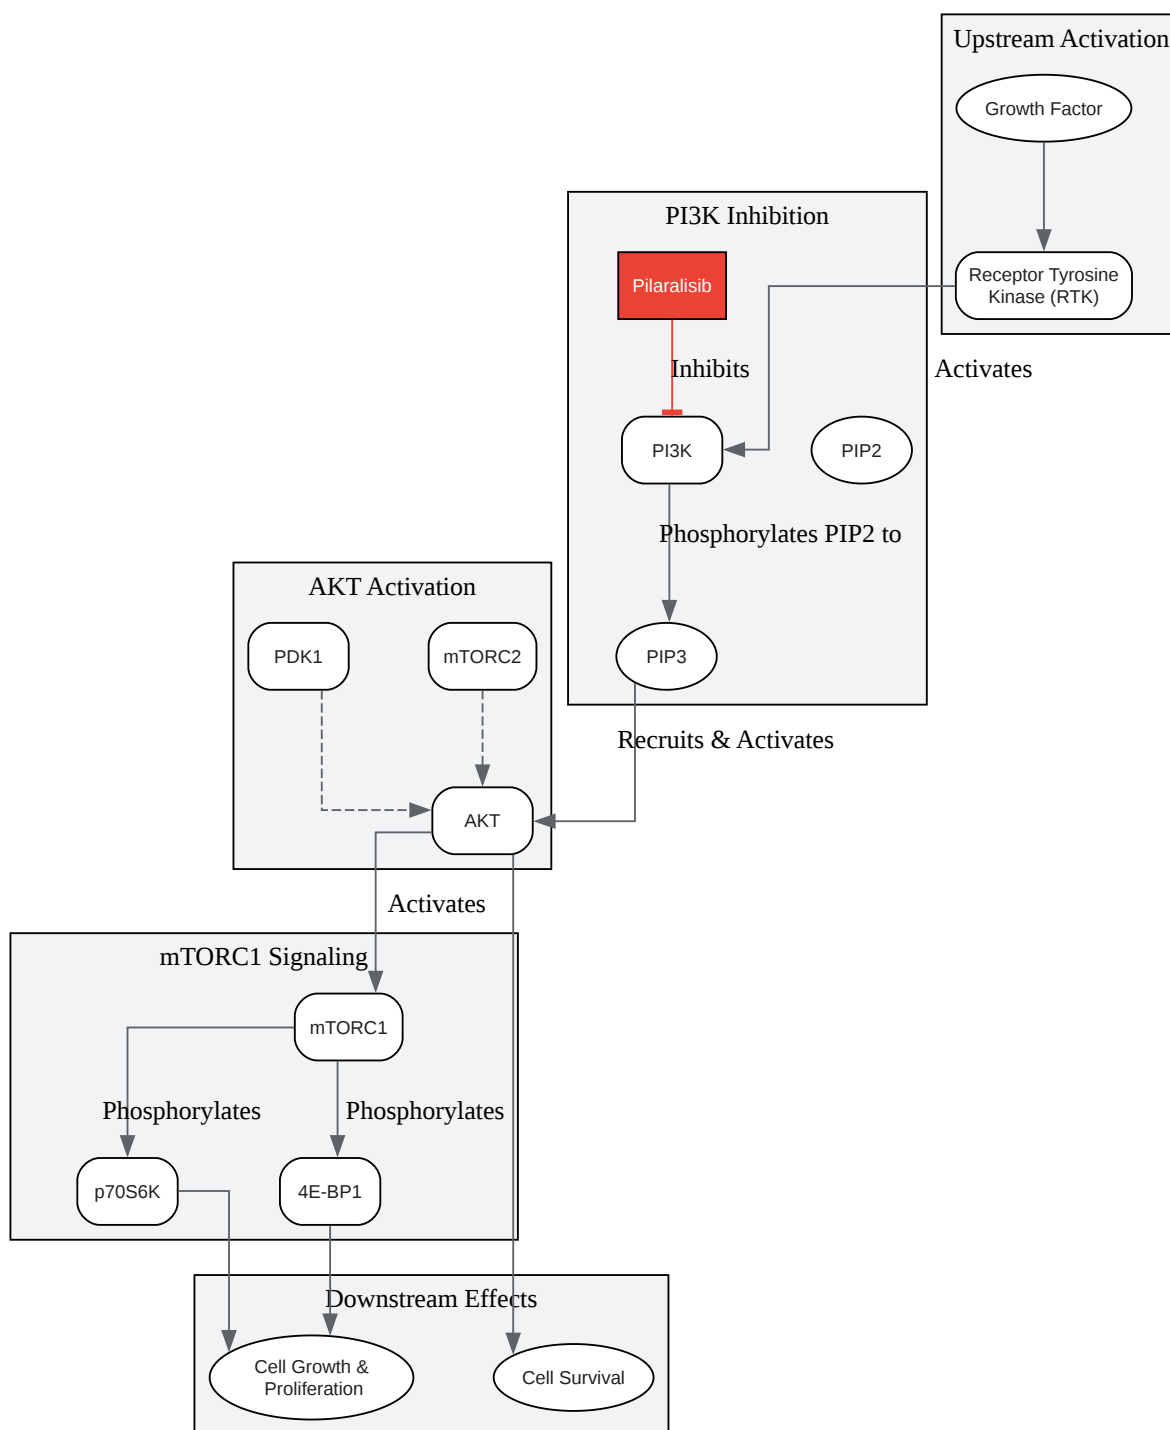 Upstream Activation
Growth Factor
Receptor Tyrosine
Kinase (RTK)
Activates
PI3K Inhibition
Pilaralisib
Inhibits
PI3K
PIP2
Phosphorylates PIP2 to
PIP3
Recruits & Activates
AKT Activation
PDK1
mTORC2
AKT
Activates
mTORC1 Signaling
mTORC1
Phosphorylates
Phosphorylates
p70S6K
4E-BP1
Downstream Effects
Cell Growth &
Proliferation
Cell Survival